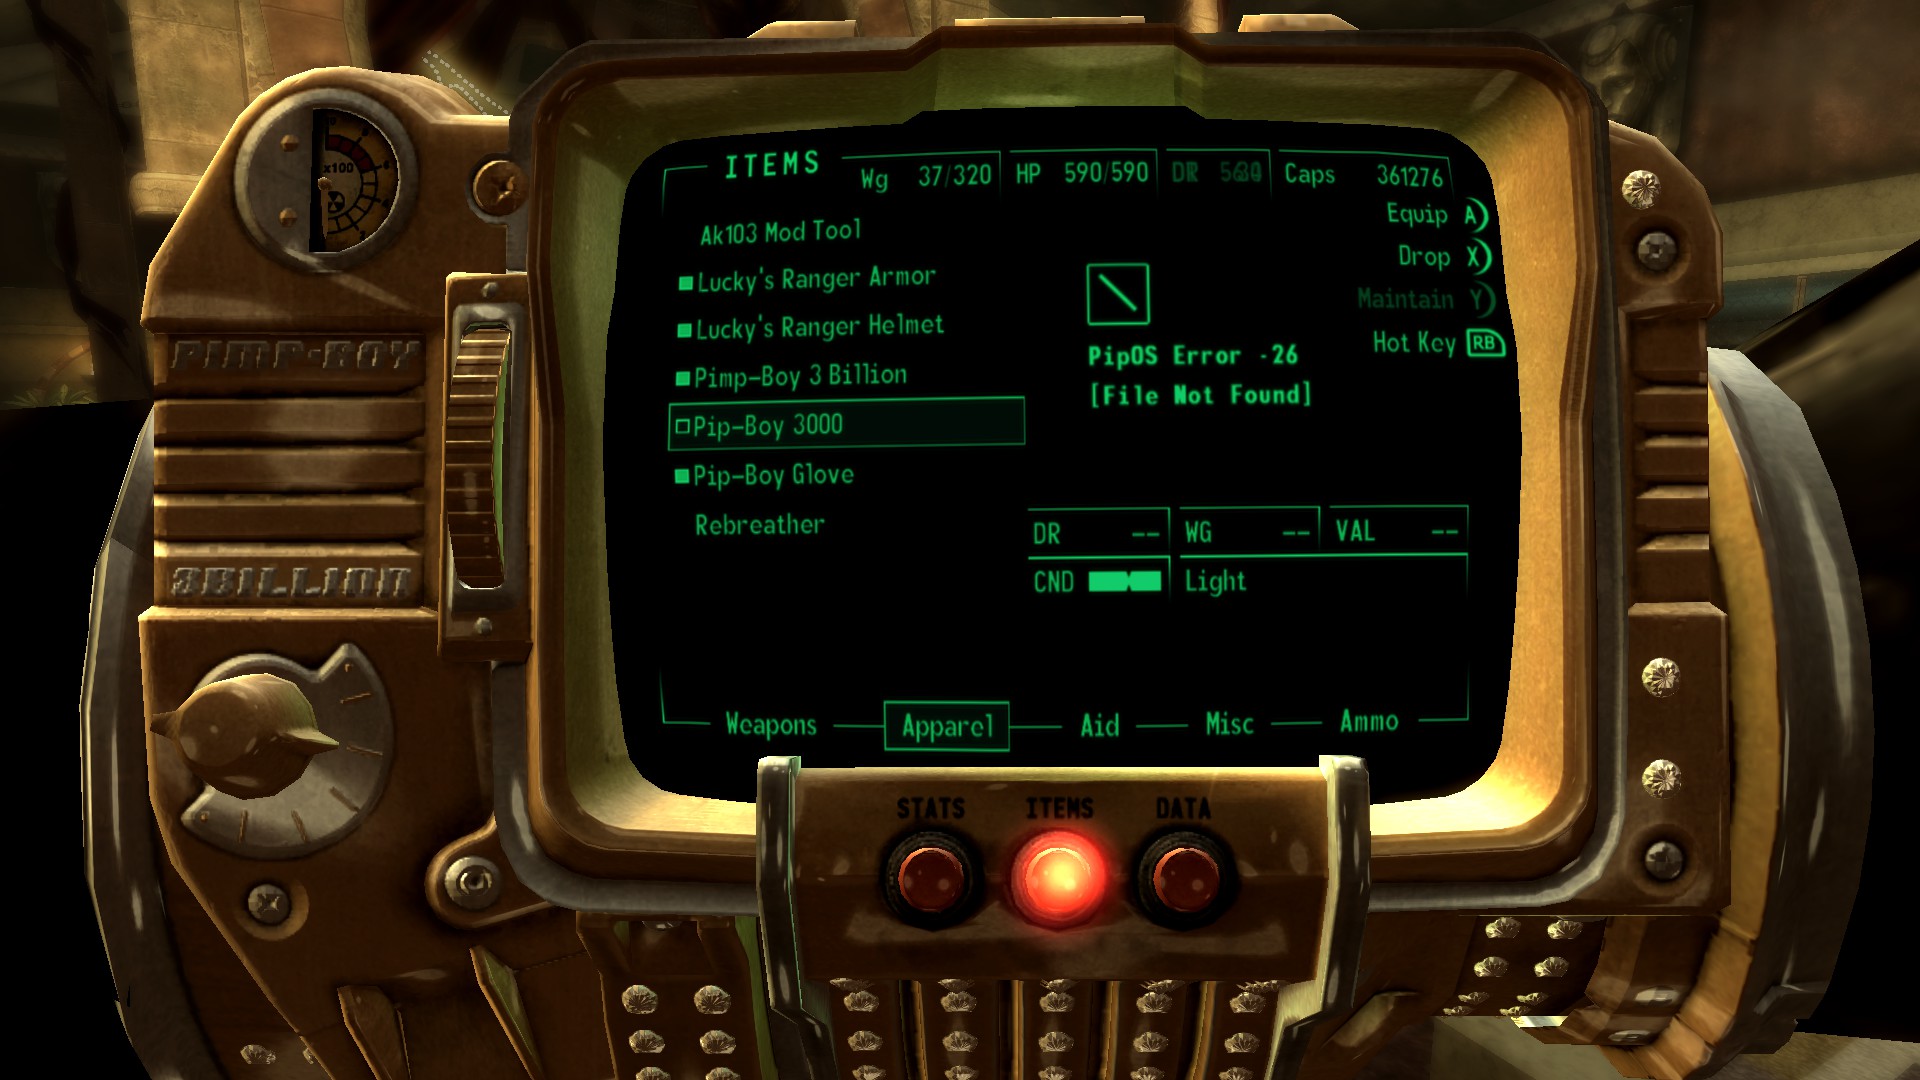 ITEMS
Wg 37/320
HP 590/590
DR
Caps 361276
Ak103 Mod Tool
Lucky's Ranger Armor
Lucky's Ranger Helmet
Pimp-Boy 3 Billion
Pip-Boy 3000
Pip-Boy Glove
Rebreather
Equip A)
Drop X)
Maintain Y)
Hot Key RB
PipOS Error -26
[File Not Found]
DR --
WG --
VAL --
CND
Light
Weapons
Apparel
Aid
Misc
Ammo
x100
PIMP-BOY
3BILLION
STATS
ITEMS
DATA